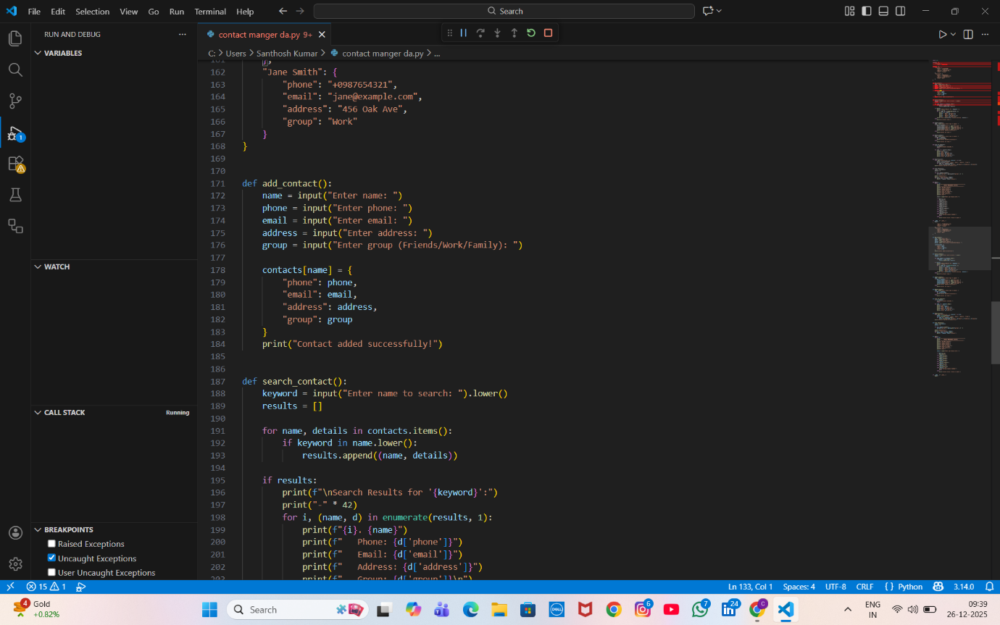 File Edit Selection View Go Run Terminal Help
Search
RUN AND DEBUG
contact manger da.py 9+
C: > Users > Santhosh Kumar > contact manger da.py > ...
VARIABLES
WATCH
CALL STACK Running
BREAKPOINTS
Raised Exceptions
Uncaught Exceptions
User Uncaught Exceptions
1
161 },
162 "Jane Smith": {
163 "phone": "+0987654321",
164 "email": "jane@example.com",
165 "address": "456 Oak Ave",
166 "group": "Work"
167 }
168 }
169
170
171 def add_contact():
172 name = input("Enter name: ")
173 phone = input("Enter phone: ")
174 email = input("Enter email: ")
175 address = input("Enter address: ")
176 group = input("Enter group (Friends/Work/Family): ")
177
178 contacts[name] = {
179 "phone": phone,
180 "email": email,
181 "address": address,
182 "group": group
183 }
184 print("Contact added successfully!")
185
186
187 def search_contact():
188 keyword = input("Enter name to search: ").lower()
189 results = []
190
191 for name, details in contacts.items():
192 if keyword in name.lower():
193 results.append((name, details))
194
195 if results:
196 print(f"\nSearch Results for '{keyword}':")
197 print("-" * 42)
198 for i, (name, d) in enumerate(results, 1):
199 print(f"{i}. {name}")
200 print(f"   Phone: {d['phone']}")
201 print(f"   Email: {d['email']}")
202 print(f"   Address: {d['address']}")
203 print(f"   Group: {d['group']}\n")
15 1
Ln 133, Col 1 Spaces: 4 UTF-8 CRLF { } Python 3.14.0
4
Gold
+0.82%
Search
DELL
6
7
24
C
ENG
IN
09:39
26-12-2025